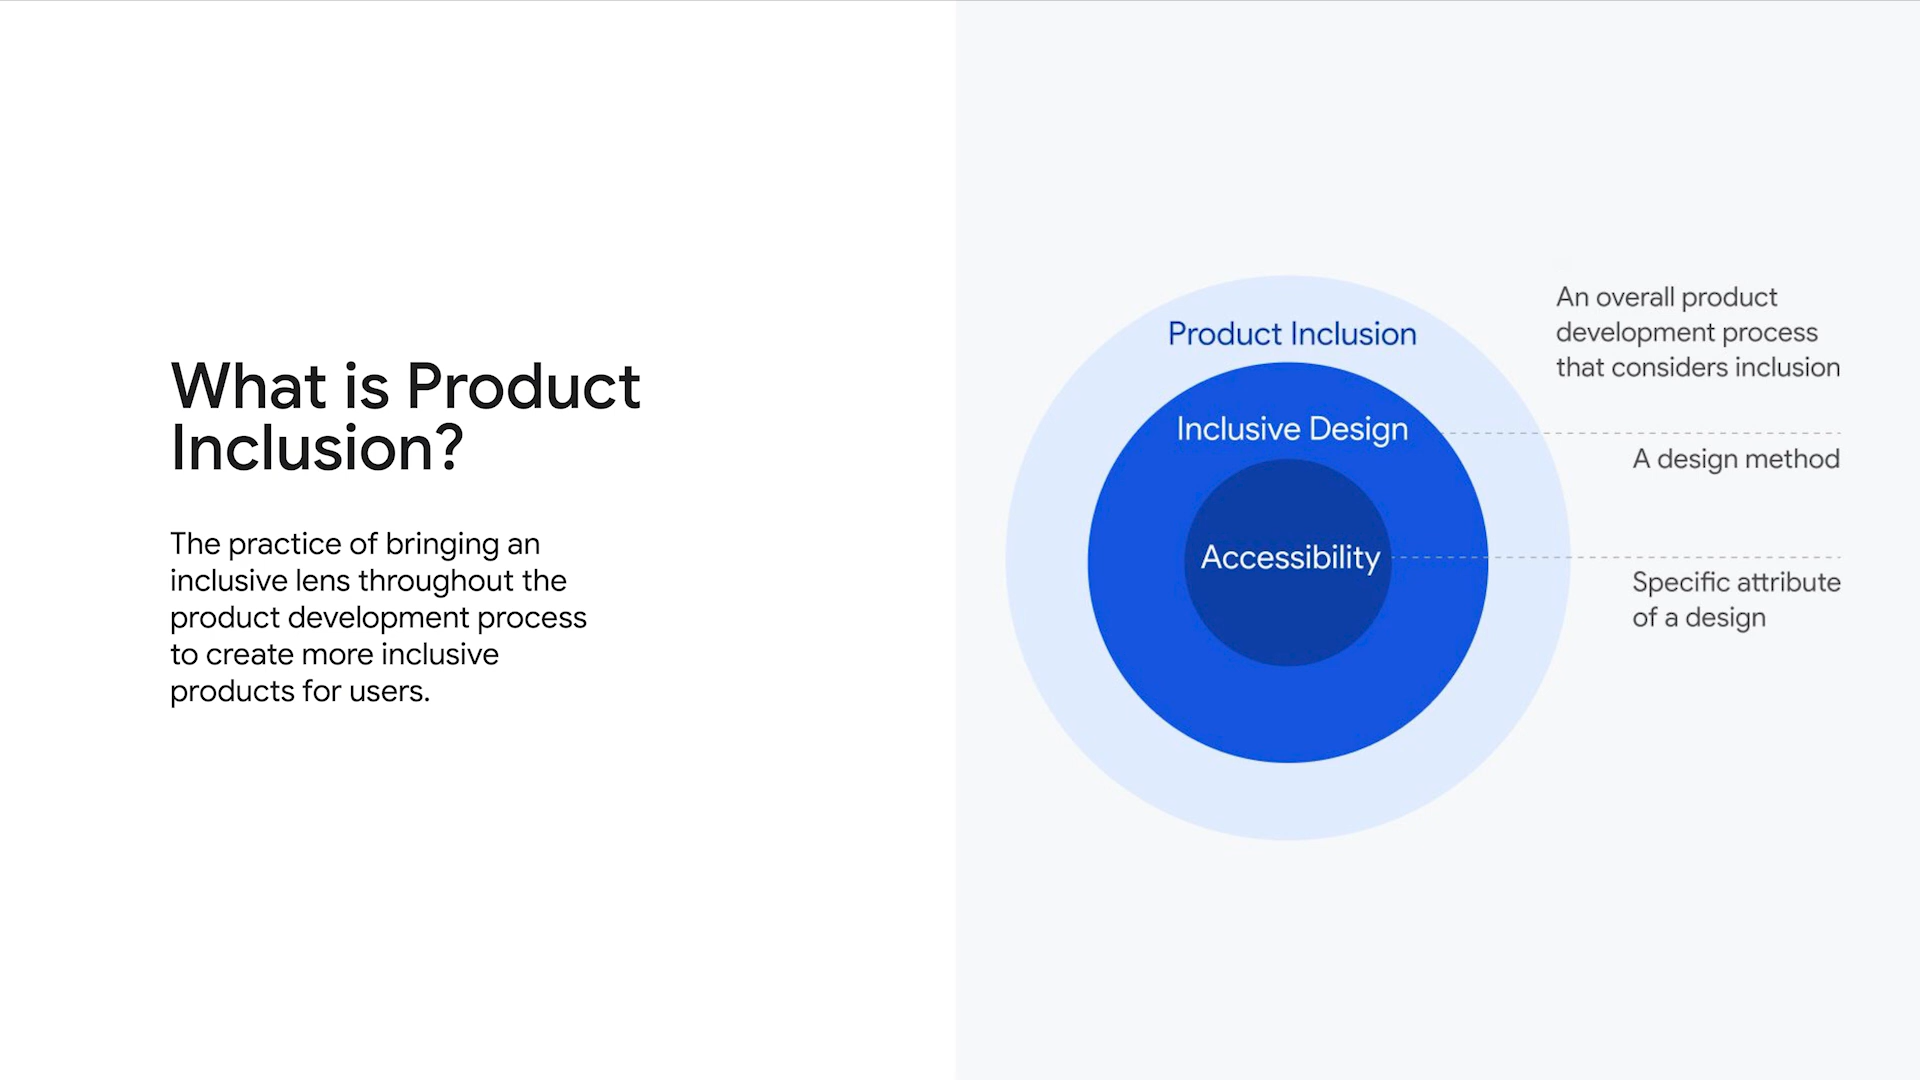 What is Product
Inclusion?
The practice of bringing an
inclusive lens throughout the
product development process
to create more inclusive
products for users.
Product Inclusion
Inclusive Design
Accessibility
An overall product
development process
that considers inclusion
A design method
Specific attribute
of a design